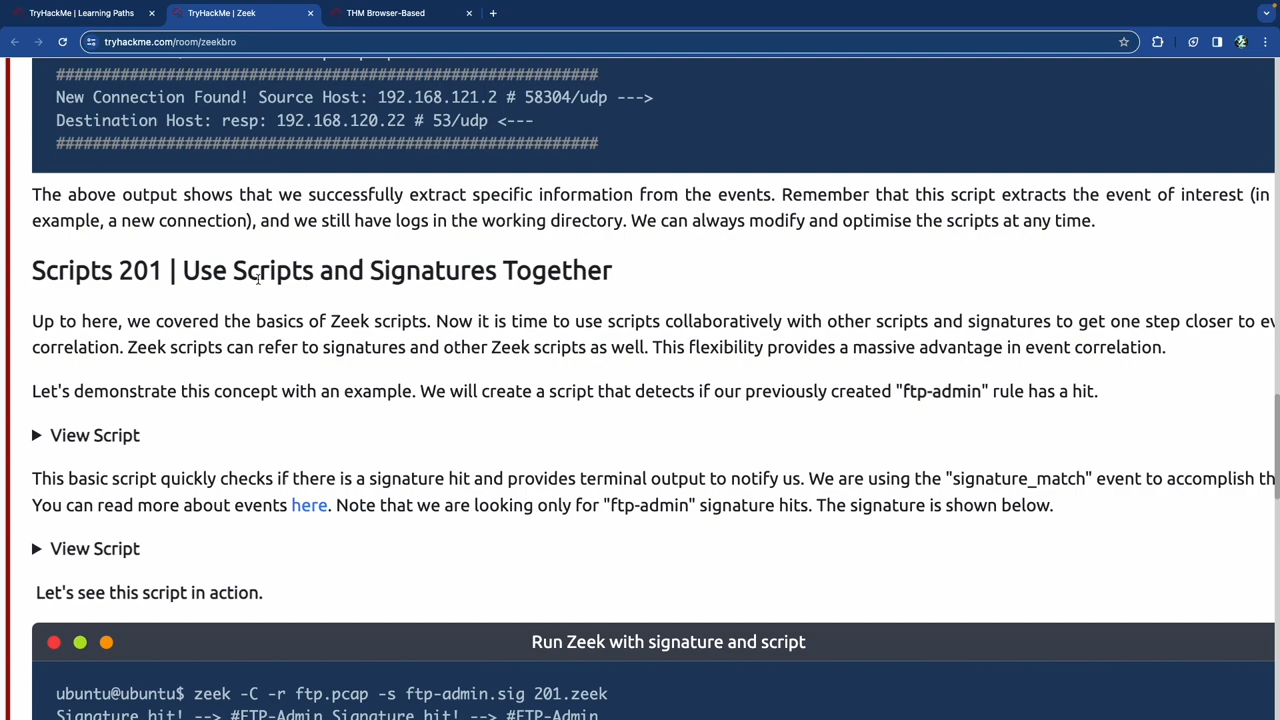 TryHackMe | Learning Paths
TryHackMe | Zeek
THM Browser-Based
tryhackme.com/room/zeekbro
###########################################################
New Connection Found! Source Host: 192.168.121.2 # 58304/udp --->
Destination Host: resp: 192.168.120.22 # 53/udp <---
###########################################################
The above output shows that we successfully extract specific information from the events. Remember that this script extracts the event of interest (in
example, a new connection), and we still have logs in the working directory. We can always modify and optimise the scripts at any time.
Scripts 201 | Use Scripts and Signatures Together
Up to here, we covered the basics of Zeek scripts. Now it is time to use scripts collaboratively with other scripts and signatures to get one step closer to ev
correlation. Zeek scripts can refer to signatures and other Zeek scripts as well. This flexibility provides a massive advantage in event correlation.
Let's demonstrate this concept with an example. We will create a script that detects if our previously created "ftp-admin" rule has a hit.
View Script
This basic script quickly checks if there is a signature hit and provides terminal output to notify us. We are using the "signature_match" event to accomplish th
You can read more about events here. Note that we are looking only for "ftp-admin" signature hits. The signature is shown below.
View Script
Let's see this script in action.
Run Zeek with signature and script
ubuntu@ubuntu$ zeek -C -r ftp.pcap -s ftp-admin.sig 201.zeek
Signature hit! --> #FTP-Admin Signature hit! --> #FTP-Admin